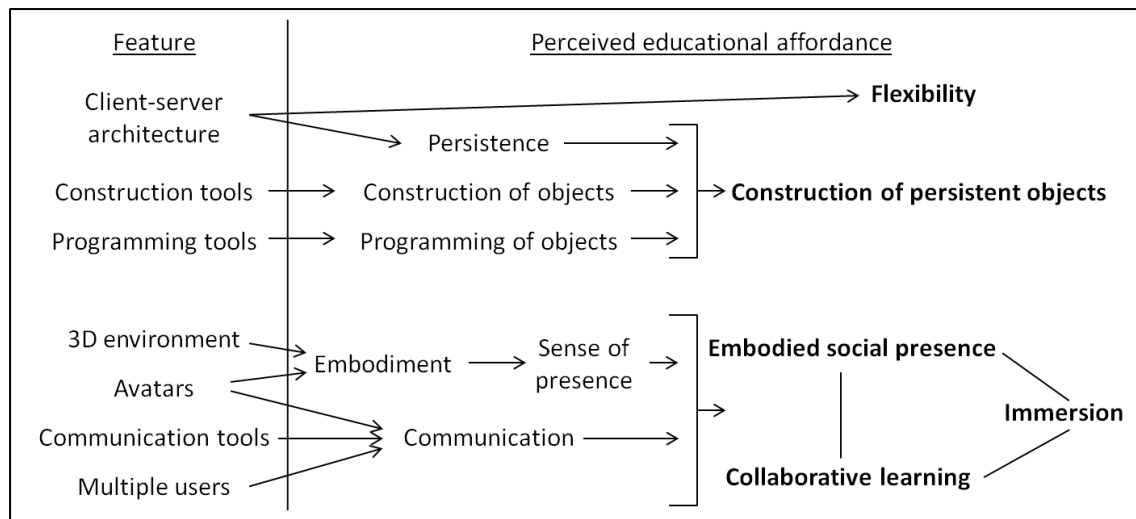 Feature
Perceived educational affordance
Client-server
architecture
Flexibility
Persistence
Construction tools
Construction of objects
Construction of persistent objects
Programming tools
Programming of objects
3D environment
Embodiment
Sense of
presence
Embodied social presence
Avatars
Immersion
Communication tools
Communication
Collaborative learning
Multiple users